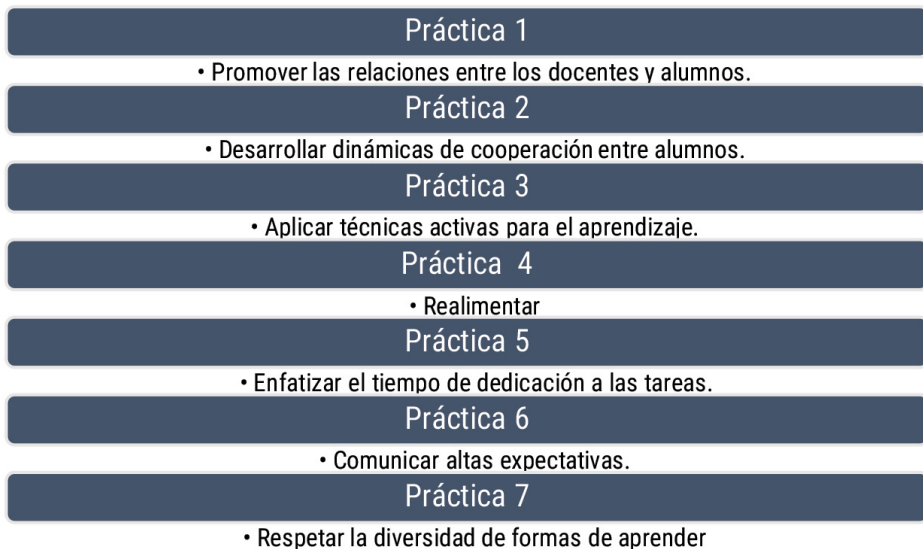 Práctica 1
• Promover las relaciones entre los docentes y alumnos.
Práctica 2
• Desarrollar dinámicas de cooperación entre alumnos.
Práctica 3
• Aplicar técnicas activas para el aprendizaje.
Práctica  4
• Realimentar
Práctica 5
• Enfatizar el tiempo de dedicación a las tareas.
Práctica 6
• Comunicar altas expectativas.
Práctica 7
• Respetar la diversidad de formas de aprender